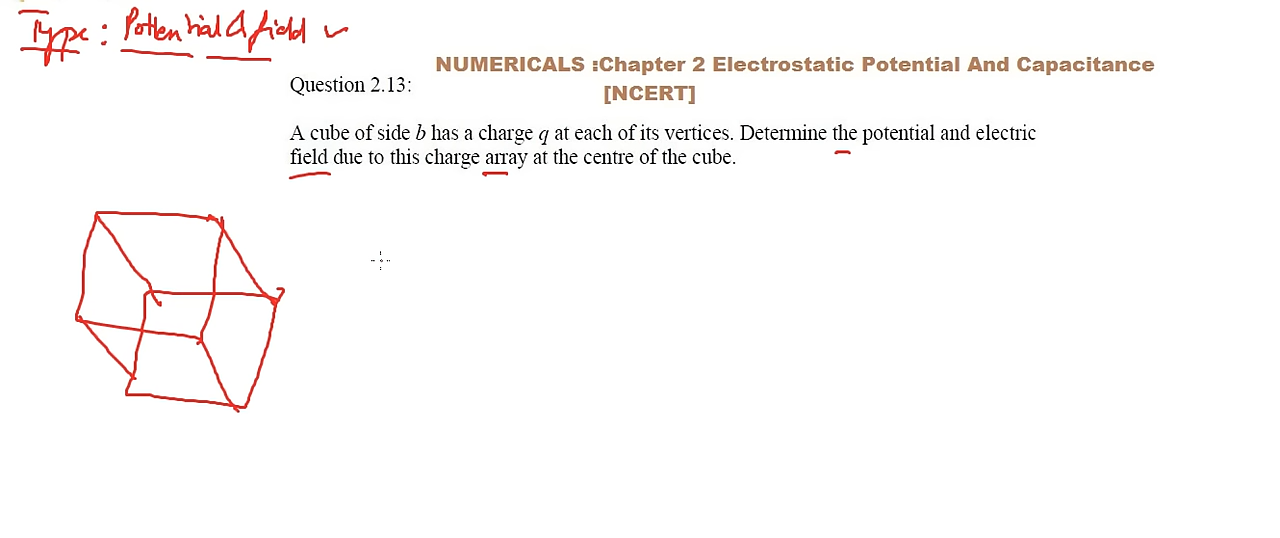 Type: Potential & field
NUMERICALS :Chapter 2 Electrostatic Potential And Capacitance
[NCERT]
Question 2.13:
A cube of side b has a charge q at each of its vertices. Determine the potential and electric
field due to this charge array at the centre of the cube.